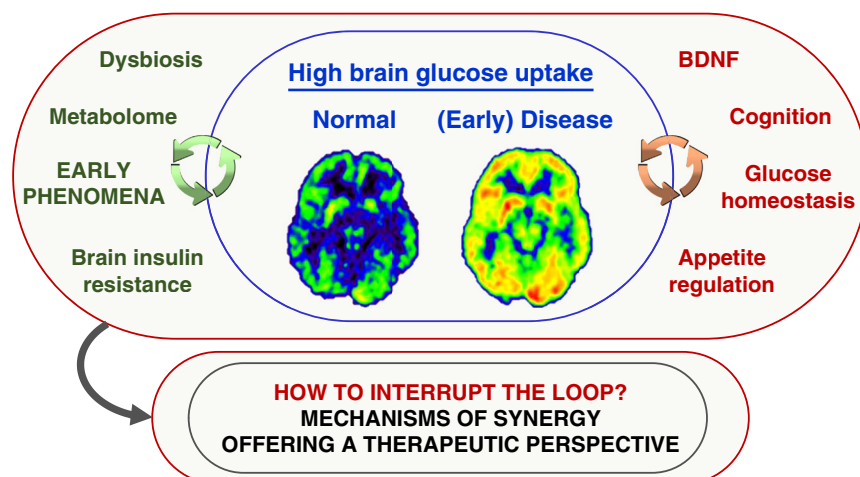 Dysbiosis
Metabolome
EARLY
PHENOMENA
Brain insulin
resistance
High brain glucose uptake
Normal
(Early) Disease
BDNF
Cognition
Glucose
homeostasis
Appetite
regulation
HOW TO INTERRUPT THE LOOP?
MECHANISMS OF SYNERGY
OFFERING A THERAPEUTIC PERSPECTIVE